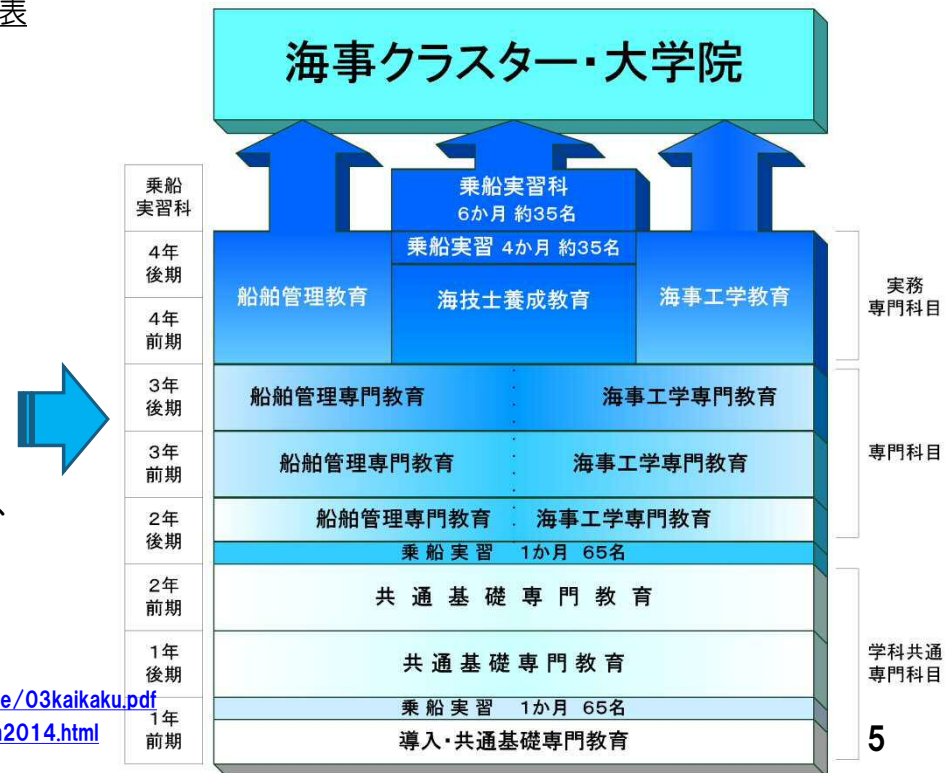 表
海事クラスター・大学院
乗船
実習科
乗船実習科
6か月 約35名
4年
後期
乗船実習 4か月 約35名
船舶管理教育
海技士養成教育
海事工学教育
実務
専門科目
4年
前期
3年
後期
船舶管理専門教育
海事工学専門教育
3年
前期
船舶管理専門教育
海事工学専門教育
専門科目
、
2年
後期
船舶管理専門教育
海事工学専門教育
乗船実習 1か月 65名
2年
前期
共通基礎専門教育
1年
後期
共通基礎専門教育
学科共通
専門科目
e/03kaikaku.pdf
乗船実習 1か月 65名
n2014.html
1年
前期
導入・共通基礎専門教育
5